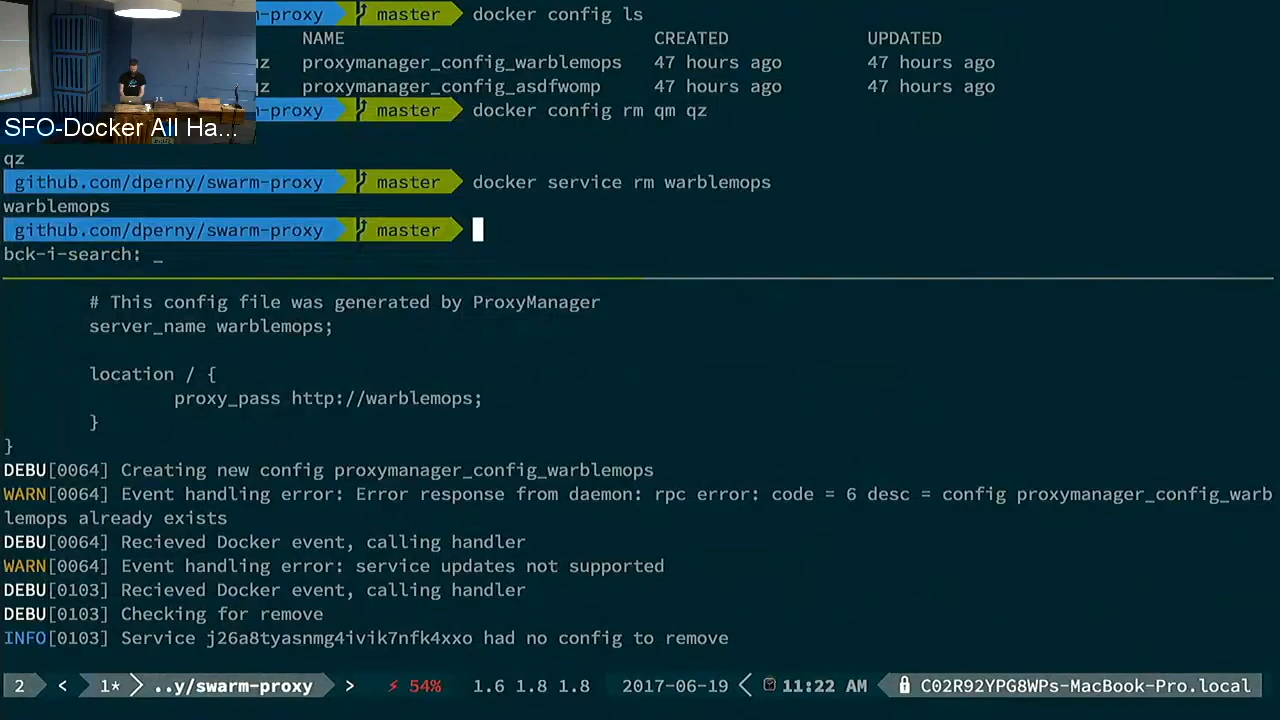 -proxy master docker config ls
NAME CREATED UPDATED
qz proxymanager_config_warblemops 47 hours ago 47 hours ago
proxymanager_config_asdfwomp 47 hours ago 47 hours ago
-proxy master docker config rm qm qz
SFO-Docker All Ha...
qz
github.com/dperny/swarm-proxy master docker service rm warblemops
warblemops
github.com/dperny/swarm-proxy master
bck-i-search: _
# This config file was generated by ProxyManager
server_name warblemops;
location / {
proxy_pass http://warblemops;
}
}
DEBU[0064] Creating new config proxymanager_config_warblemops
WARN[0064] Event handling error: Error response from daemon: rpc error: code = 6 desc = config proxymanager_config_warb
lemops already exists
DEBU[0064] Recieved Docker event, calling handler
WARN[0064] Event handling error: service updates not supported
DEBU[0103] Recieved Docker event, calling handler
DEBU[0103] Checking for remove
INFO[0103] Service j26a8tyasnmg4ivik7nfk4xxo had no config to remove
2 < 1* > ..y/swarm-proxy > ⚡ 54% 1.6 1.8 1.8 2017-06-19 < 11:22 AM C02R92YPG8WPs-MacBook-Pro.local